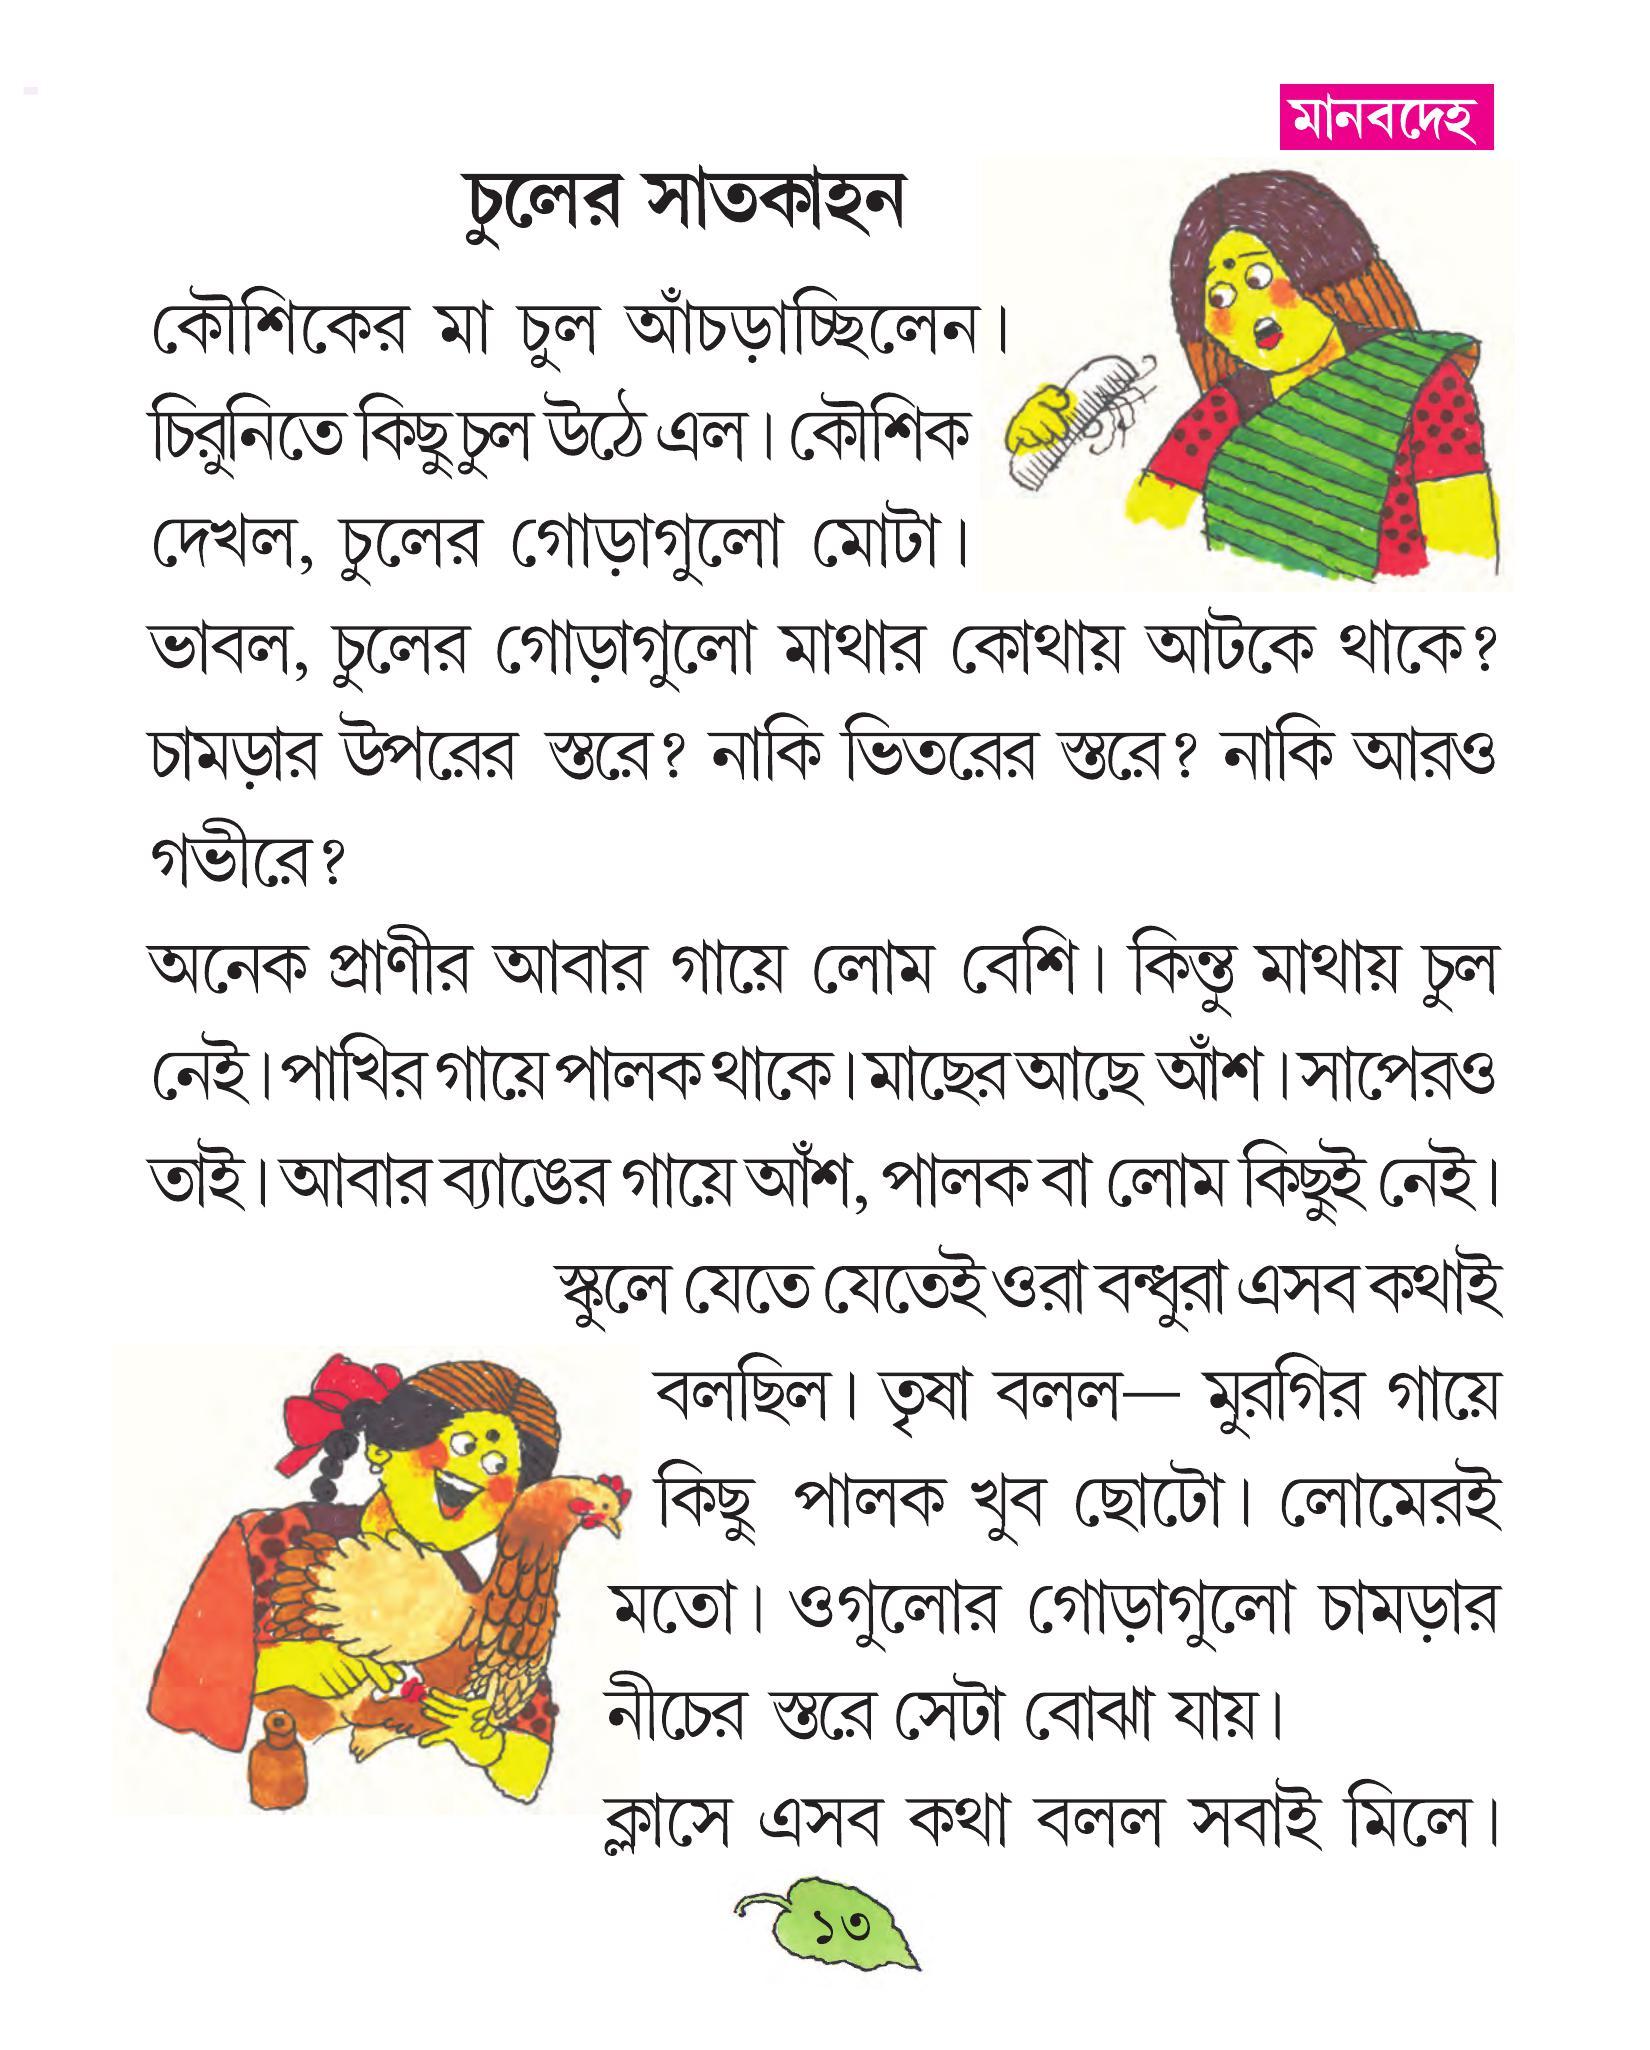 মানবদেহ
চুলের সাতকাহন
কৌশিকের মা চুল আঁচড়াচ্ছিলেন।
চিরুনিতে কিছু চুল উঠে এল। কৌশিক
দেখল, চুলের গোড়াগুলো মোটা।
ভাবল, চুলের গোড়াগুলো মাথার কোথায় আটকে থাকে?
চামড়ার উপরের স্তরে? নাকি ভিতরের স্তরে? নাকি আরও
গভীরে?
অনেক প্রাণীর আবার গায়ে লোম বেশি। কিন্তু মাথায় চুল
নেই। পাখির গায়ে পালক থাকে। মাছের আছে আঁশ। সাপেরও
তাই। আবার ব্যাঙের গায়ে আঁশ, পালক বা লোম কিছুই নেই।
স্কুলে যেতে যেতেই ওরা বন্ধুরা এসব কথাই
বলছিল। তৃষা বলল— মুরগির গায়ে
কিছু পালক খুব ছোটো। লোমেরই
মতো। ওগুলোর গোড়াগুলো চামড়ার
নীচের স্তরে সেটা বোঝা যায়।
ক্লাসে এসব কথা বলল সবাই মিলে।
১৩